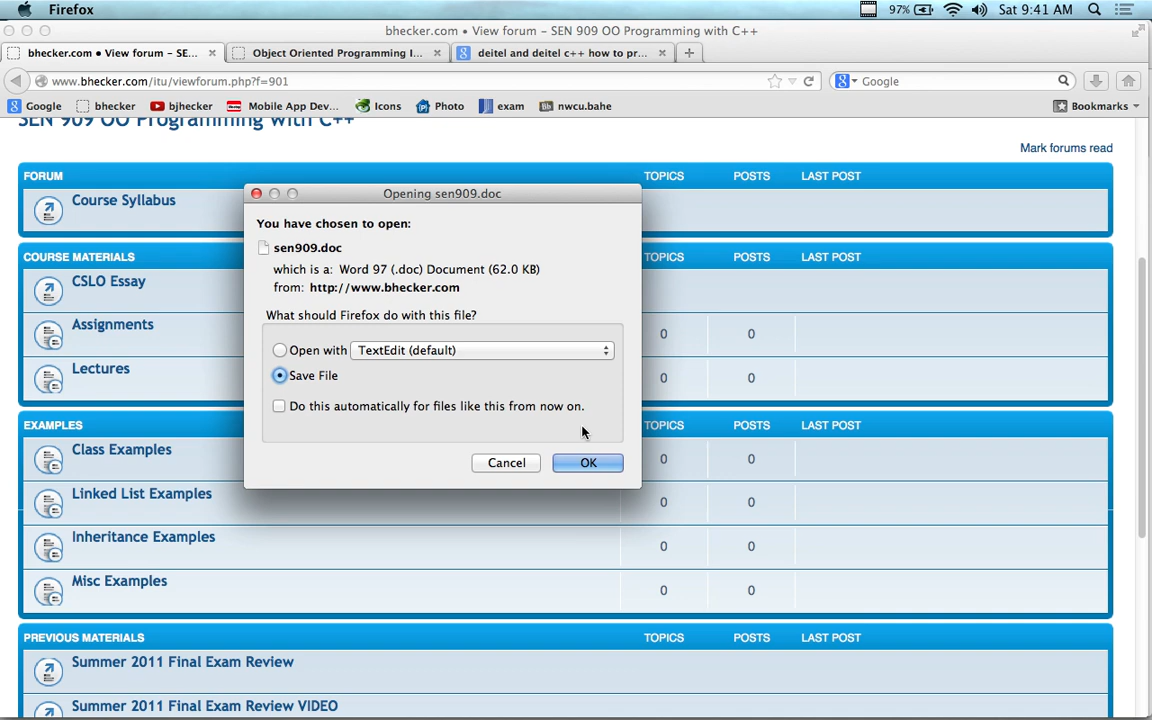 Firefox 97% Sat 9:41 AM
bhecker.com • View forum – SEN 909 OO Programming with C++
bhecker.com • View forum – SE... Object Oriented Programming I... deitel and deitel c++ how to pr...
www.bhecker.com/itu/viewforum.php?f=901 Google
Google bhecker bjhecker Mobile App Dev... Icons Photo exam nwcu.bahe Bookmarks
SEN 909 OO Programming with C++
Mark forums read
FORUM TOPICS POSTS LAST POST
Course Syllabus
COURSE MATERIALS TOPICS POSTS LAST POST
CSLO Essay
Assignments 0 0
Lectures 0 0
EXAMPLES TOPICS POSTS LAST POST
Class Examples 0 0
Linked List Examples 0 0
Inheritance Examples 0 0
Misc Examples 0 0
PREVIOUS MATERIALS TOPICS POSTS LAST POST
Summer 2011 Final Exam Review
Summer 2011 Final Exam Review VIDEO
Opening sen909.doc
You have chosen to open:
sen909.doc
which is a: Word 97 (.doc) Document (62.0 KB)
from: http://www.bhecker.com
What should Firefox do with this file?
Open with TextEdit (default)
Save File
Do this automatically for files like this from now on.
Cancel OK